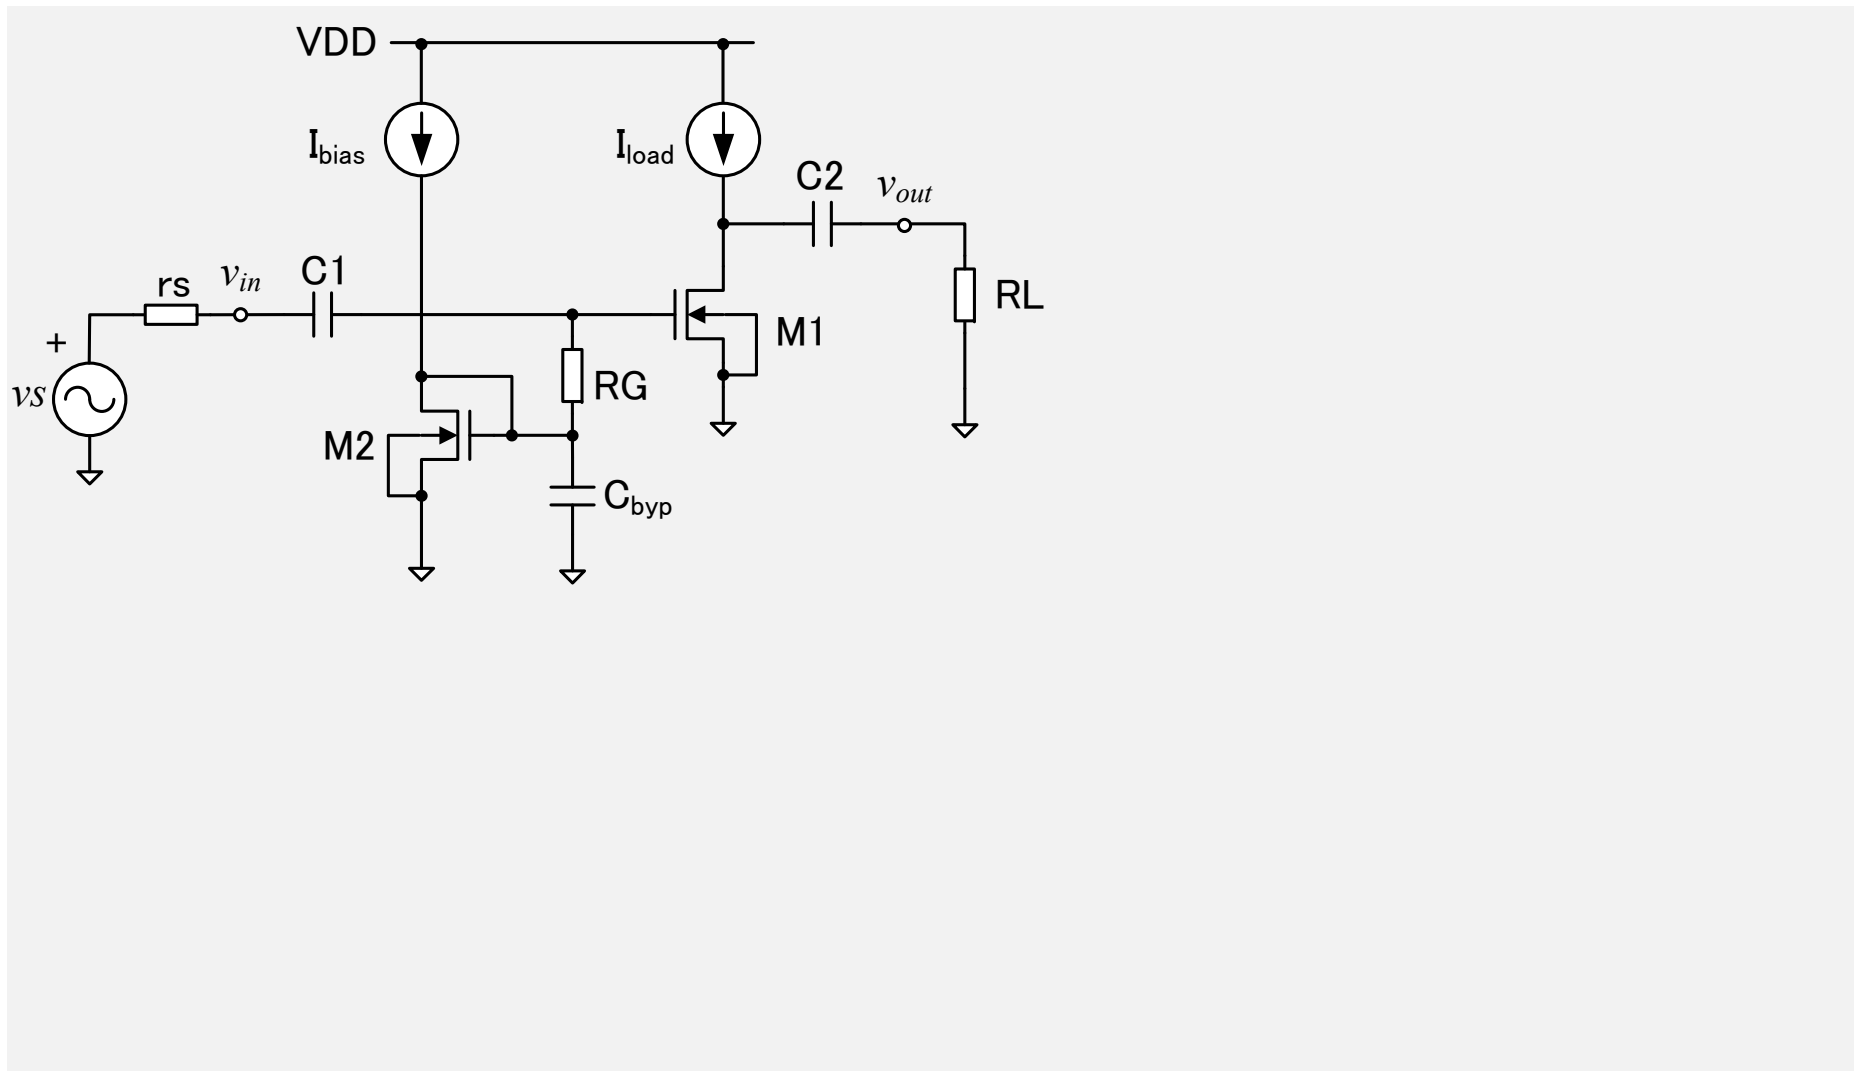 VDD
Ibias
Iload
C2
vout
rs
vin
C1
RL
+
M1
vs
RG
M2
Cbyp